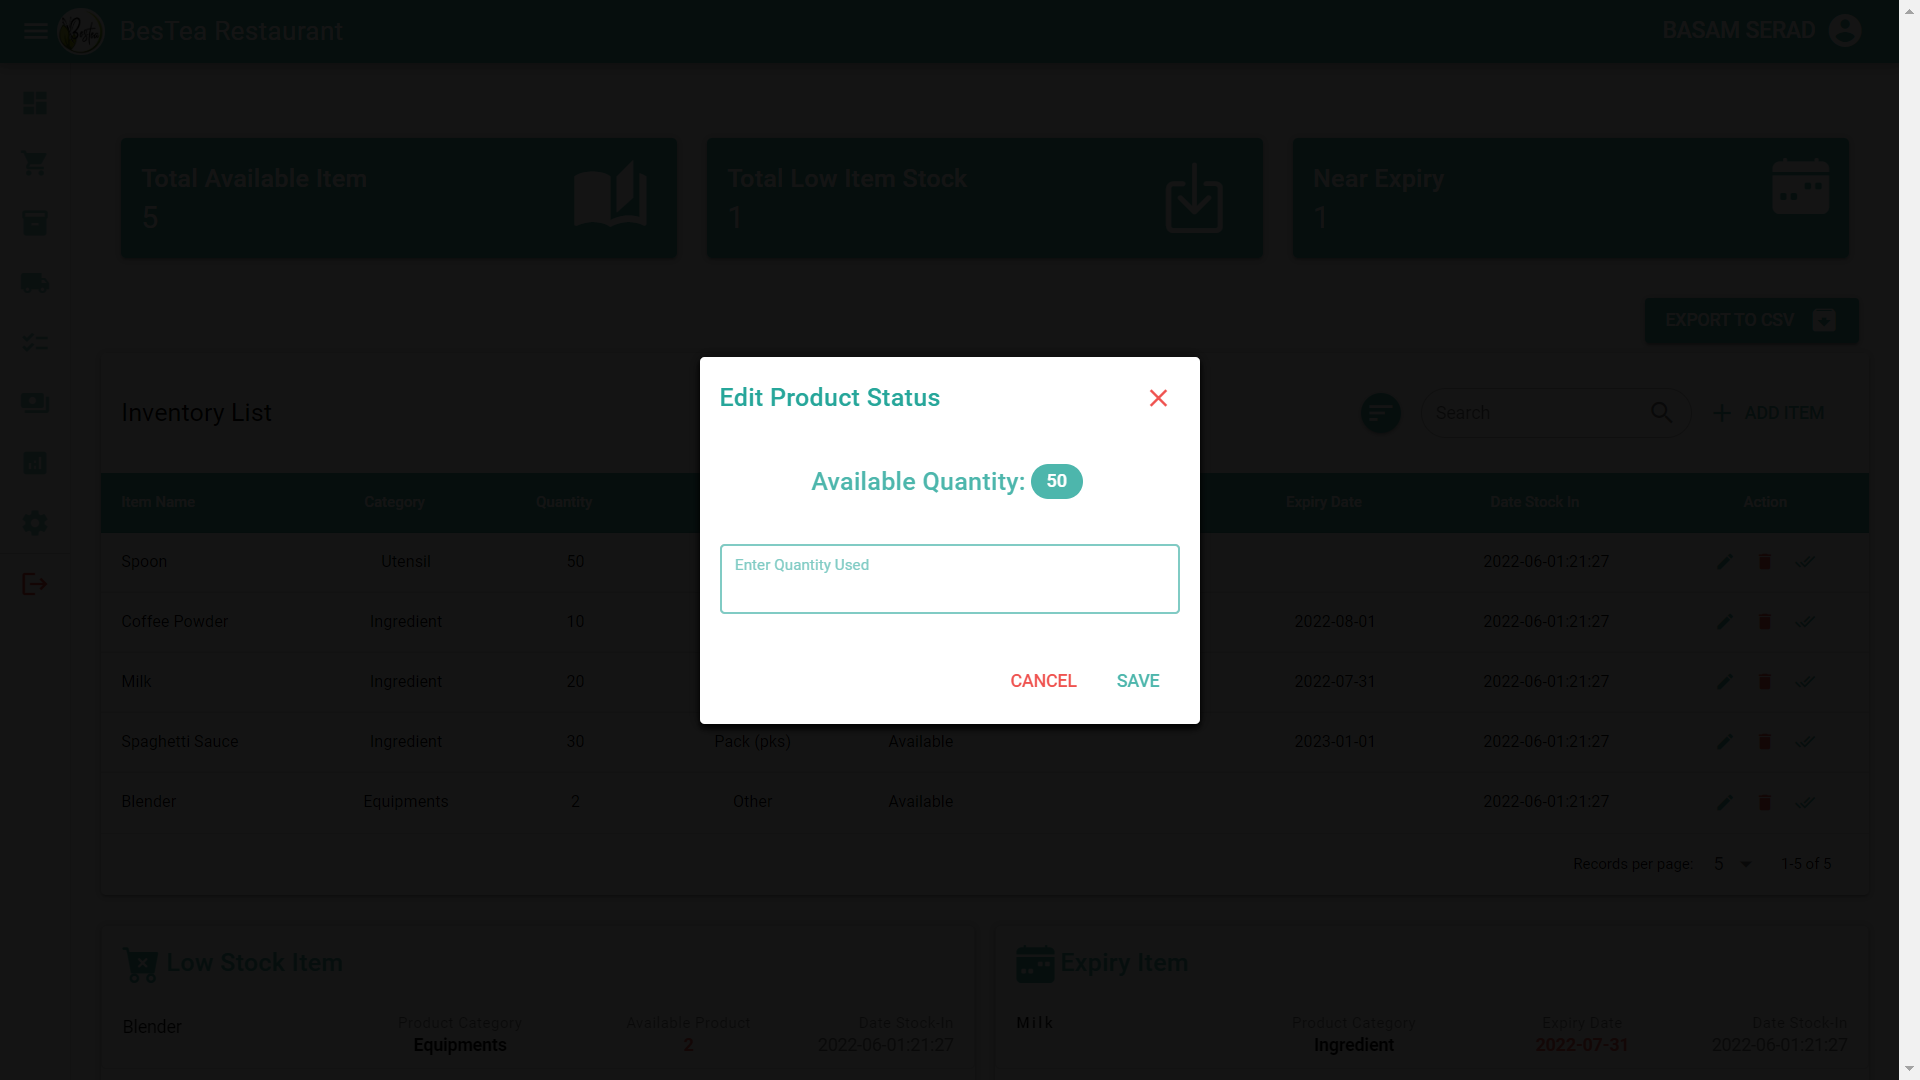 BesTea Restaurant
BASAM SERAD
Total Available Item
5
Total Low Item Stock
1
Near Expiry
1
EXPORT TO CSV
Inventory List
Search
ADD ITEM
Edit Product Status
Available Quantity: 50
Enter Quantity Used
CANCEL SAVE
Item Name Category Quantity Expiry Date Date Stock In Action
Spoon Utensil 50 2022-06-01:21:27
Coffee Powder Ingredient 10 2022-08-01 2022-06-01:21:27
Milk Ingredient 20 2022-07-31 2022-06-01:21:27
Spaghetti Sauce Ingredient 30 Pack (pks) Available 2023-01-01 2022-06-01:21:27
Blender Equipments 2 Other Available 2022-06-01:21:27
Records per page: 5 1-5 of 5
Low Stock Item
Blender
Product Category Available Product Date Stock-In
Equipments 2 2022-06-01:21:27
Expiry Item
Milk
Product Category Expiry Date Date Stock-In
Ingredient 2022-07-31 2022-06-01:21:27